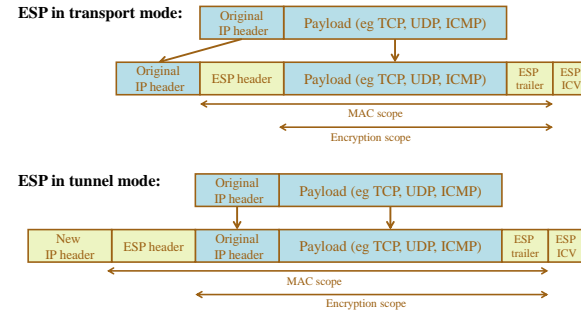 ESP in transport mode:
Original
IP header
Payload (eg TCP, UDP, ICMP)
Original
IP header
ESP header
Payload (eg TCP, UDP, ICMP)
ESP
trailer
ESP
ICV
MAC scope
Encryption scope
ESP in tunnel mode:
Original
IP header
Payload (eg TCP, UDP, ICMP)
New
IP header
ESP header
Original
IP header
Payload (eg TCP, UDP, ICMP)
ESP
trailer
ESP
ICV
MAC scope
Encryption scope